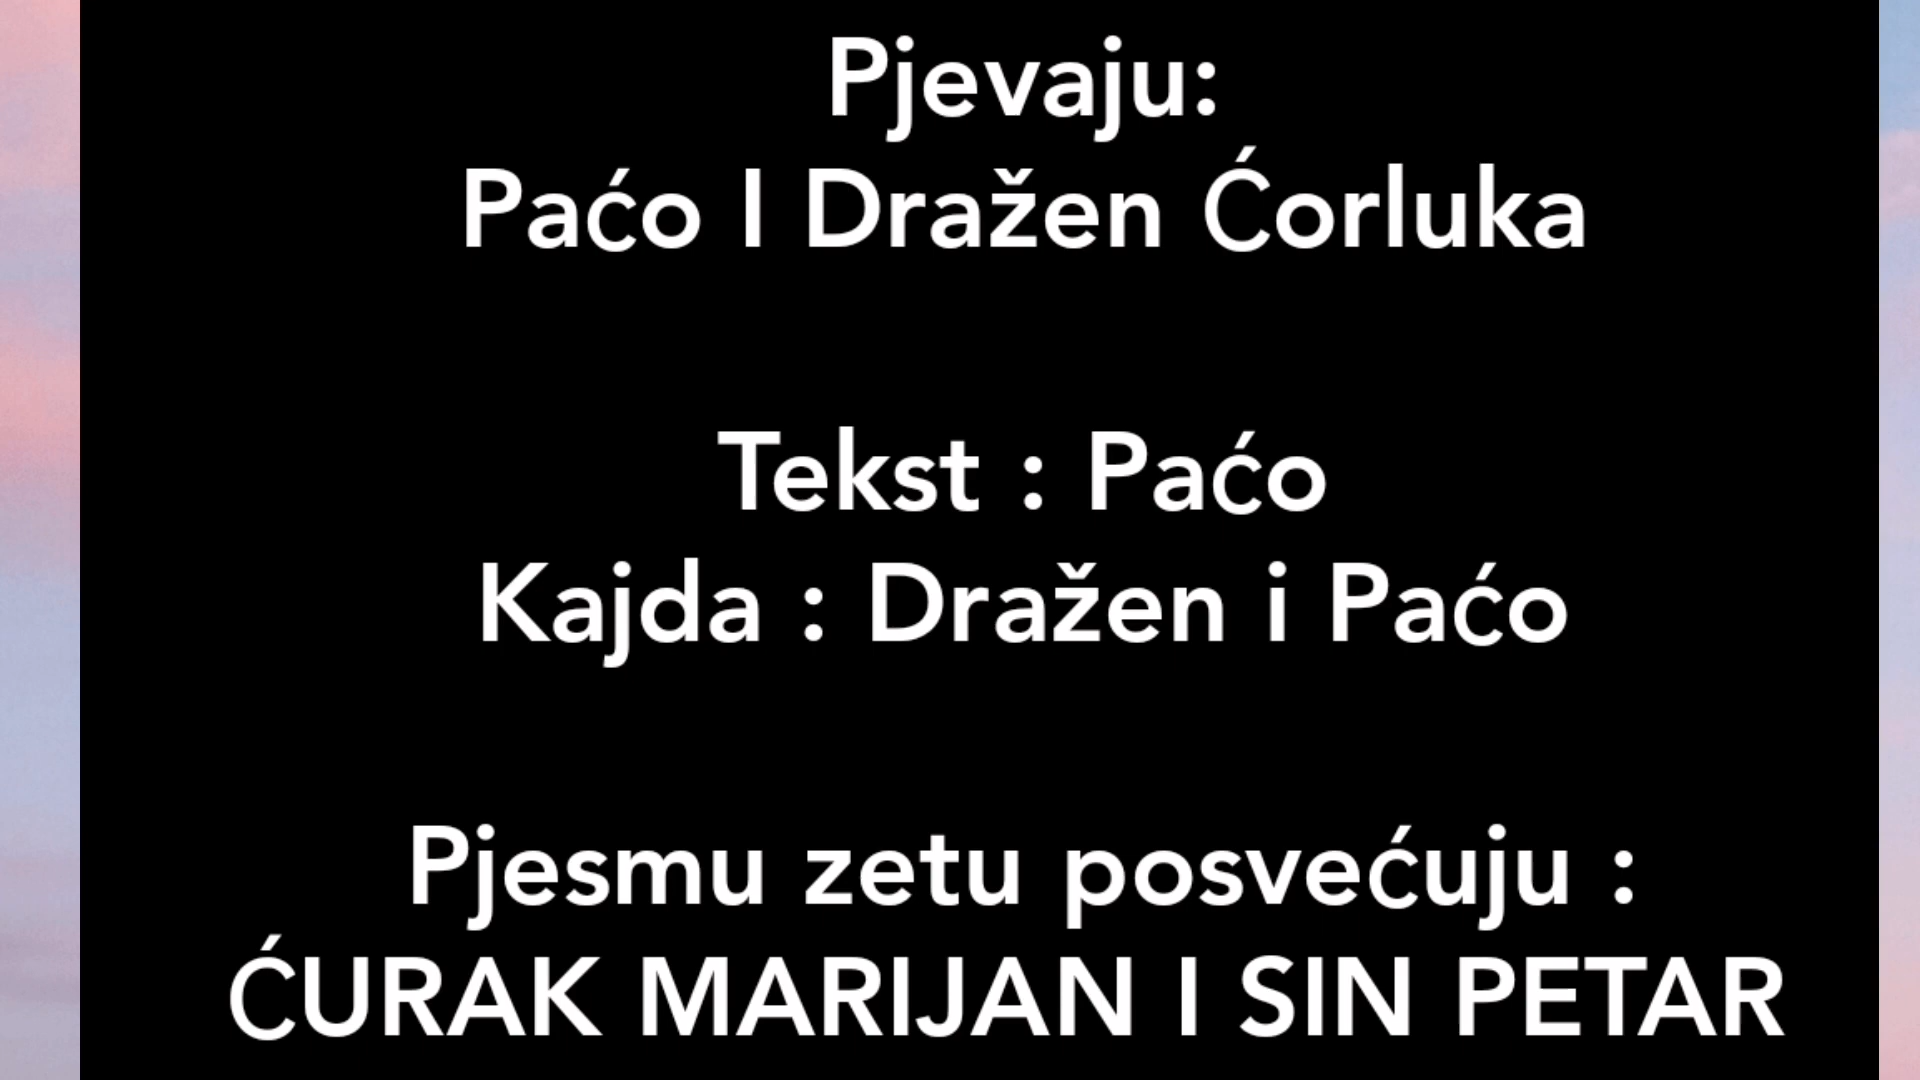 Pjevaju:
Paćo I Dražen Ćorluka
Tekst : Paćo
Kajda : Dražen i Paćo
Pjesmu zetu posvećuju :
ĆURAK MARIJAN I SIN PETAR